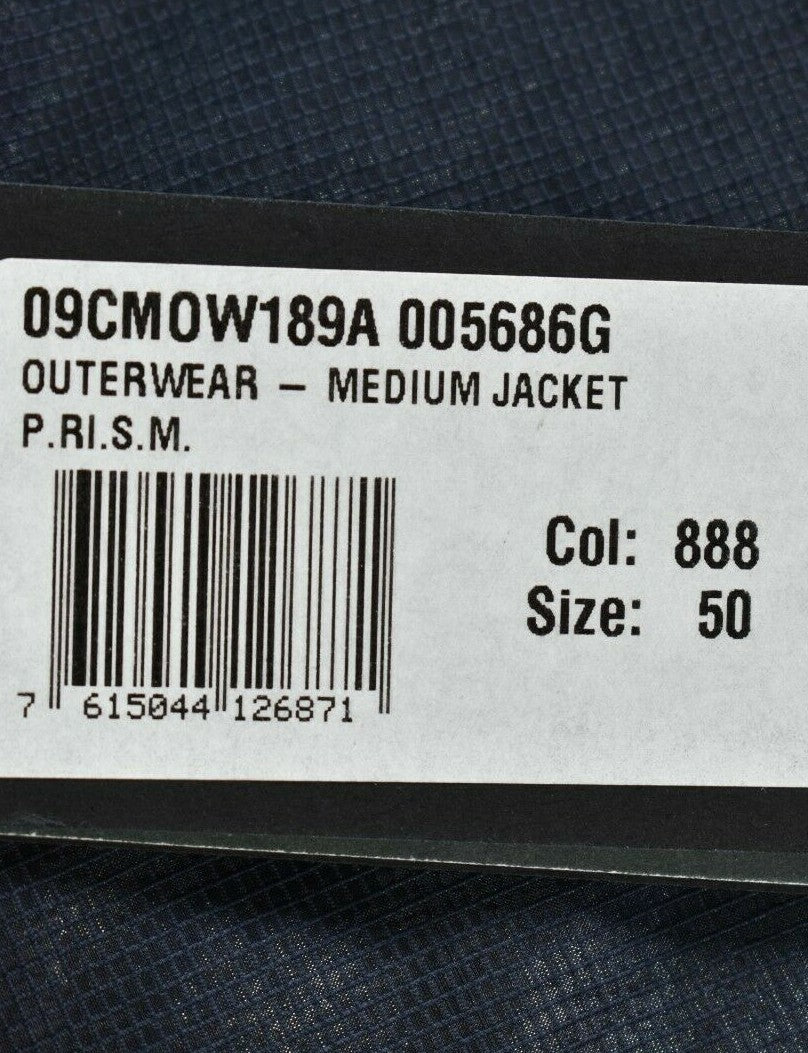 09CMOW189A 005686G
OUTERWEAR – MEDIUM JACKET
P.RI.S.M.
Col: 888
Size: 50
7 615044 126871